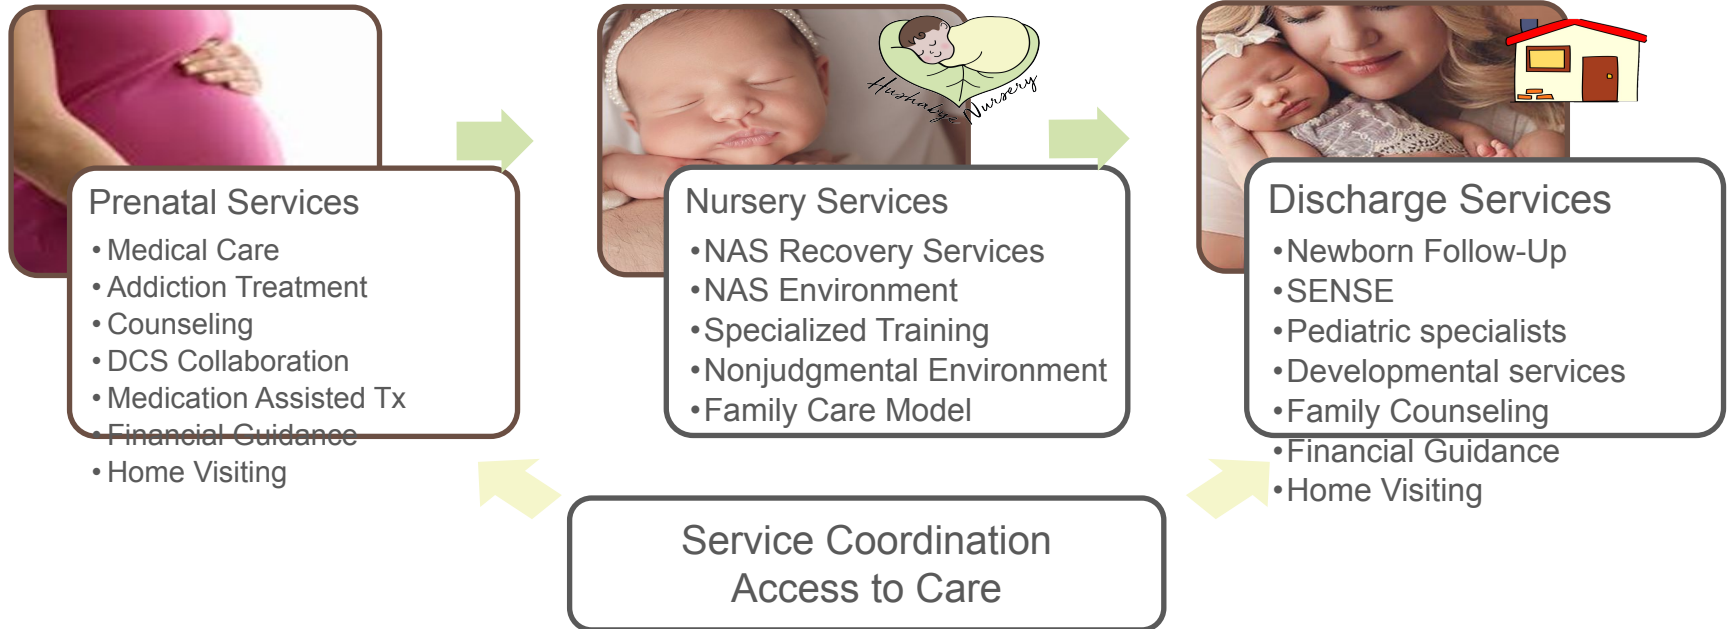 Hushabye Nursery
Prenatal Services
• Medical Care
• Addiction Treatment
• Counseling
• DCS Collaboration
• Medication Assisted Tx
• Financial Guidance
• Home Visiting
Nursery Services
• NAS Recovery Services
• NAS Environment
• Specialized Training
• Nonjudgmental Environment
• Family Care Model
Discharge Services
• Newborn Follow-Up
• SENSE
• Pediatric specialists
• Developmental services
• Family Counseling
• Financial Guidance
• Home Visiting
Service Coordination
Access to Care